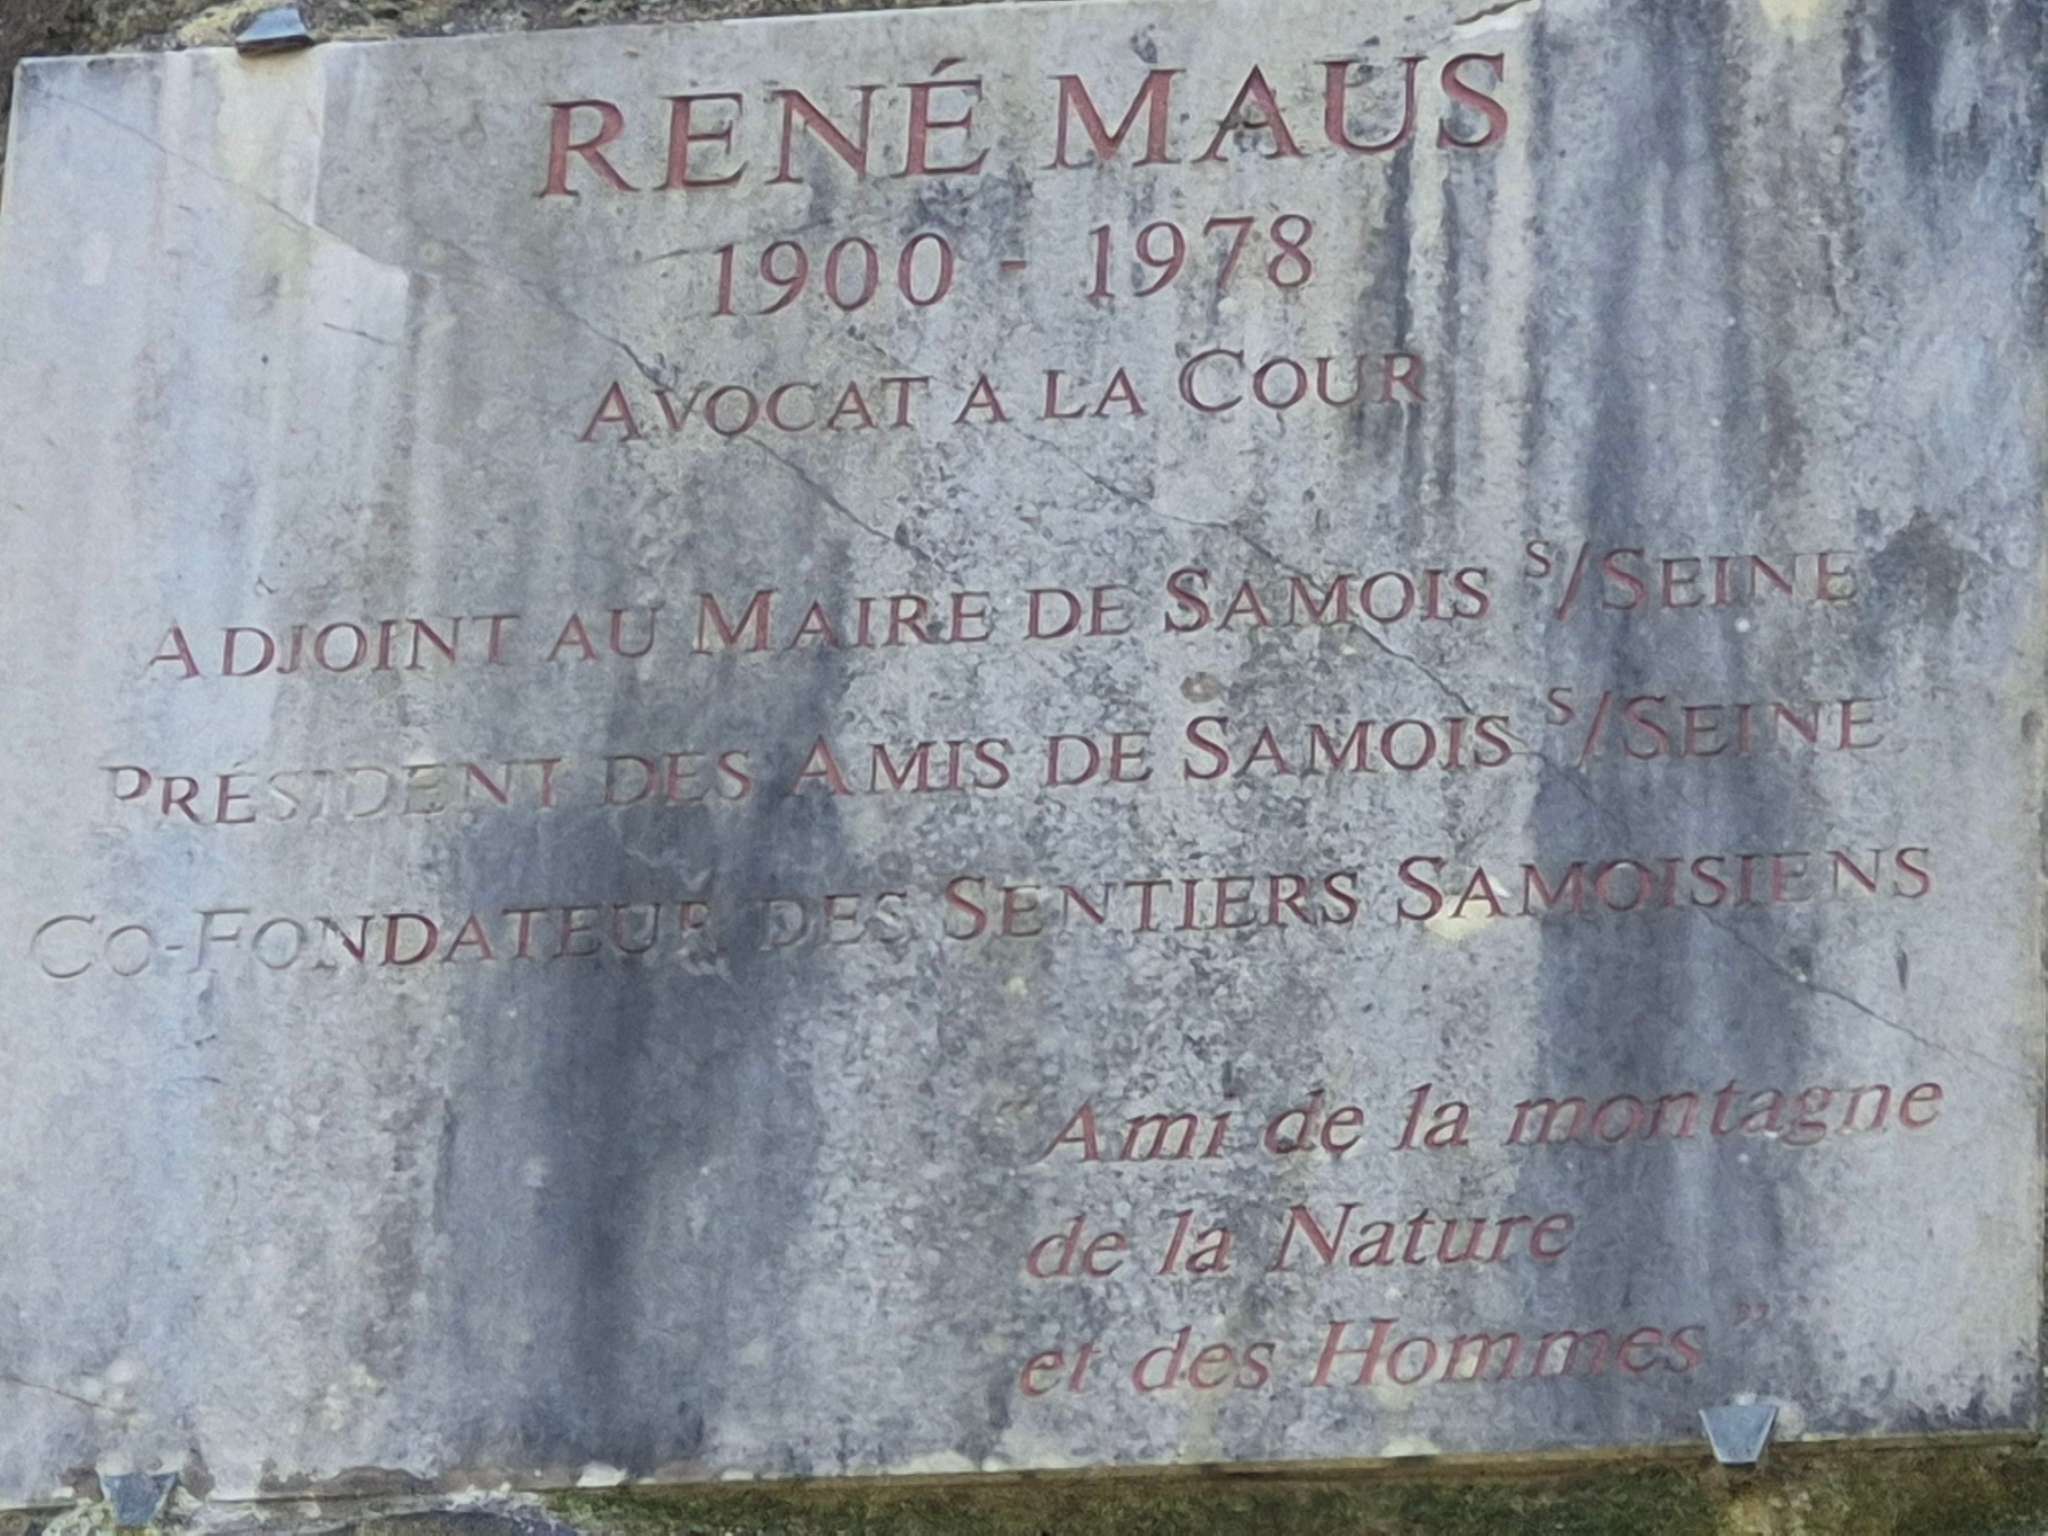 RENÉ MAUS
1900 - 1978
AVOCAT A LA COUR
ADJOINT AU MAIRE DE SAMOIS S/SEINE
PRÉSIDENT DES AMIS DE SAMOIS S/SEINE
CO-FONDATEUR DES SENTIERS SAMOISIENS
Ami de la montagne
de la Nature
et des Hommes"